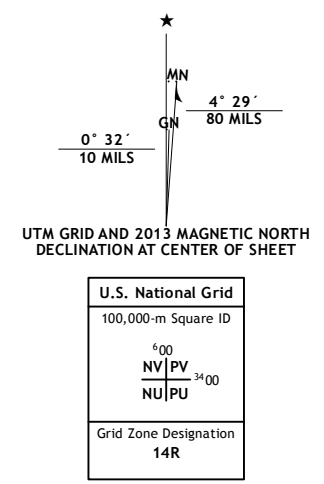 ★
MN
4° 29´
80 MILS
GN
0° 32´
10 MILS
UTM GRID AND 2013 MAGNETIC NORTH
DECLINATION AT CENTER OF SHEET
U.S. National Grid
100,000-m Square ID
⁶00
NV PV
³⁴00
NU PU
Grid Zone Designation
14R